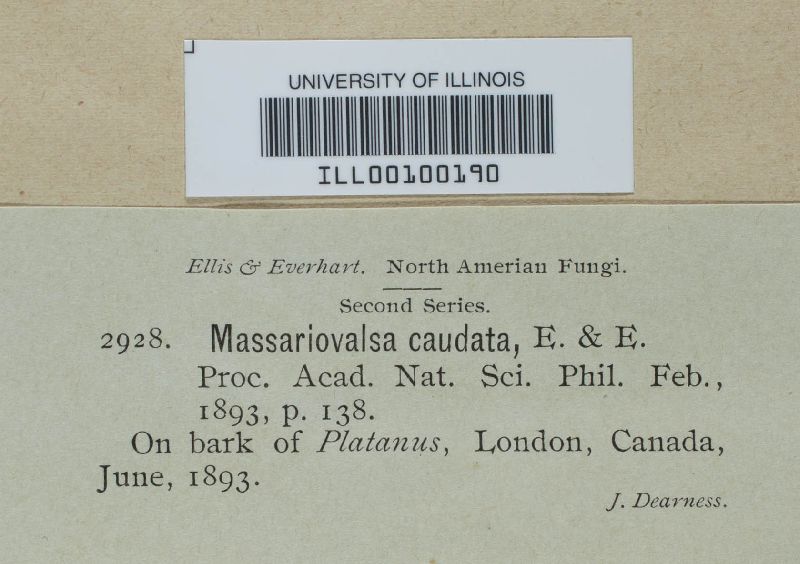 UNIVERSITY OF ILLINOIS
ILL00100190
Ellis & Everhart. North Amerian Fungi.
Second Series.
2928. Massariovalsa caudata, E. & E.
Proc. Acad. Nat. Sci. Phil. Feb.,
1893, p. 138.
On bark of Platanus, London, Canada,
June, 1893.
J. Dearness.